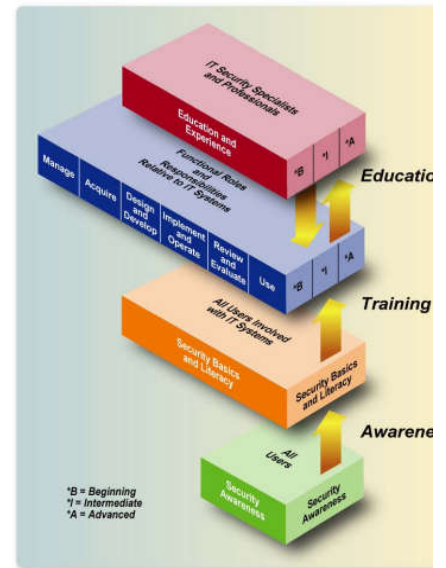 IT Security Specialists
and Professionals
Education and
Experience
*B
*I
*A
Functional Roles
and
Responsibilities
Relative to IT Systems
Manage
Acquire
Design
and
Develop
Implement
and
Operate
Review
and
Evaluate
Use
*B
*I
*A
Educatio
All Users Involved
with IT Systems
Security Basics
and Literacy
Security Basics
and Literacy
Training
All
Users
Security
Awareness
Security
Awareness
Awarene
*B = Beginning
*I = Intermediate
*A = Advanced